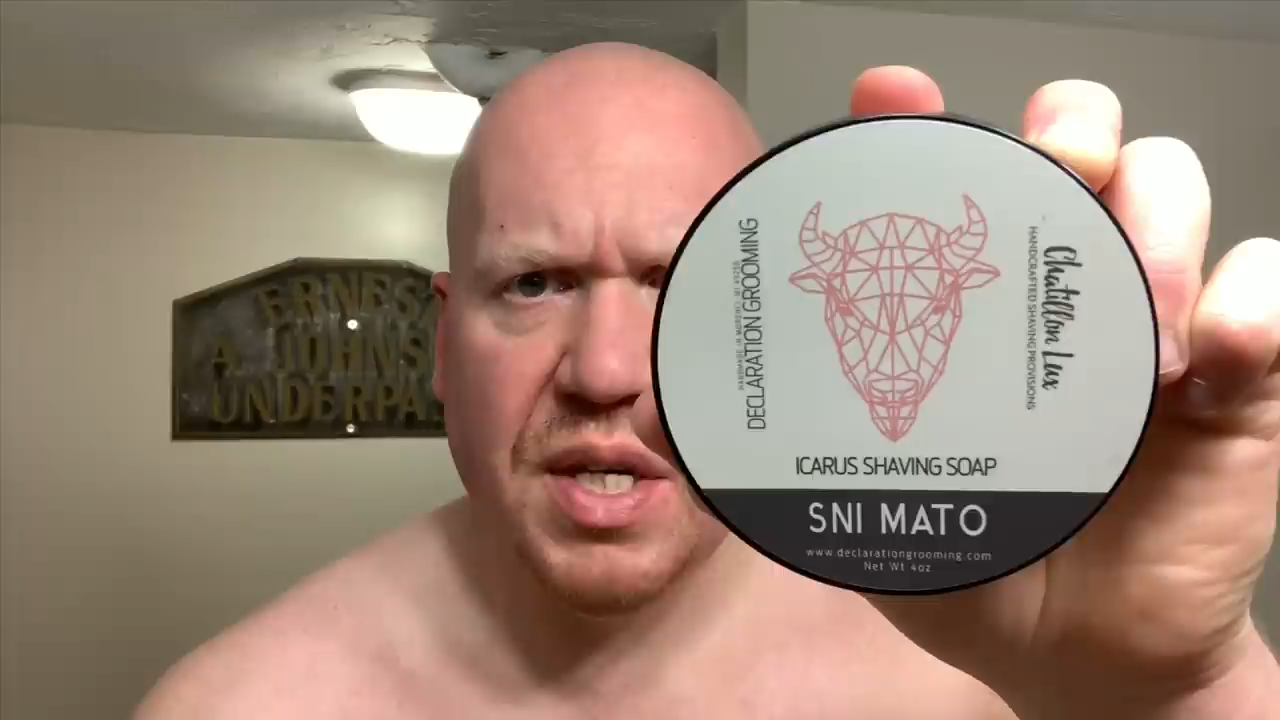 ERNEST
A. JOHNS
UNDERPA
DECLARATION GROOMING
Chatillon Lux
HANDCRAFTED SHAVING PROVISIONS
ICARUS SHAVING SOAP
SNI MATO
www.declarationgrooming.com
Net Wt 4oz